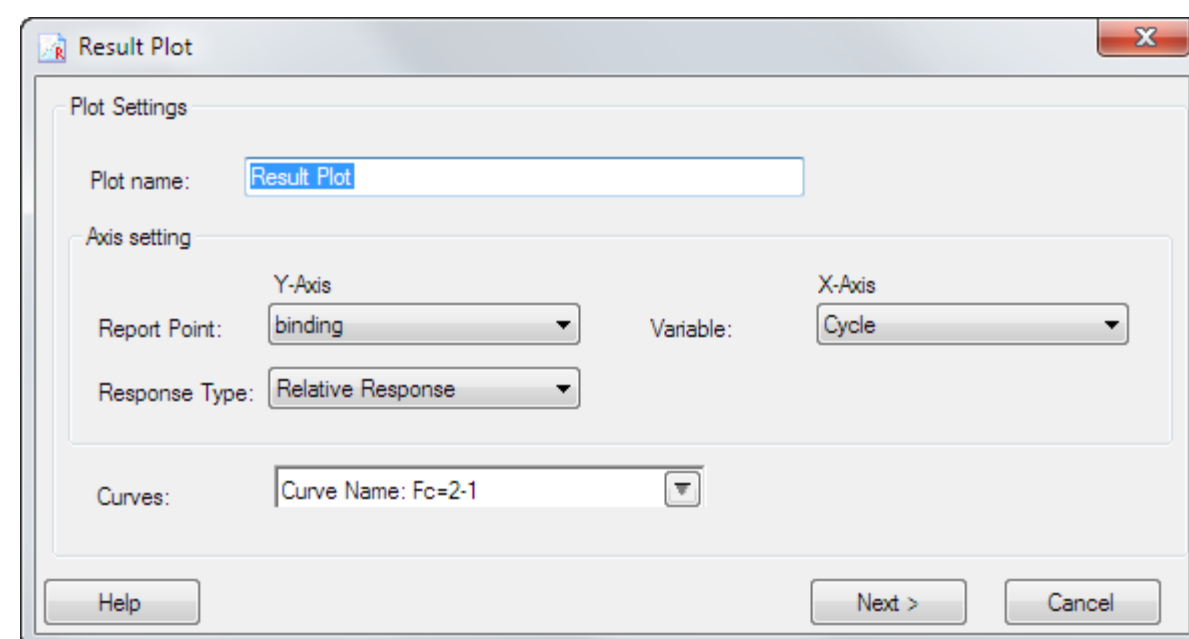 Result Plot
Plot Settings
Plot name: Result Plot
Axis setting
Y-Axis X-Axis
Report Point: binding Variable: Cycle
Response Type: Relative Response
Curves: Curve Name: Fc=2-1
Help Next > Cancel